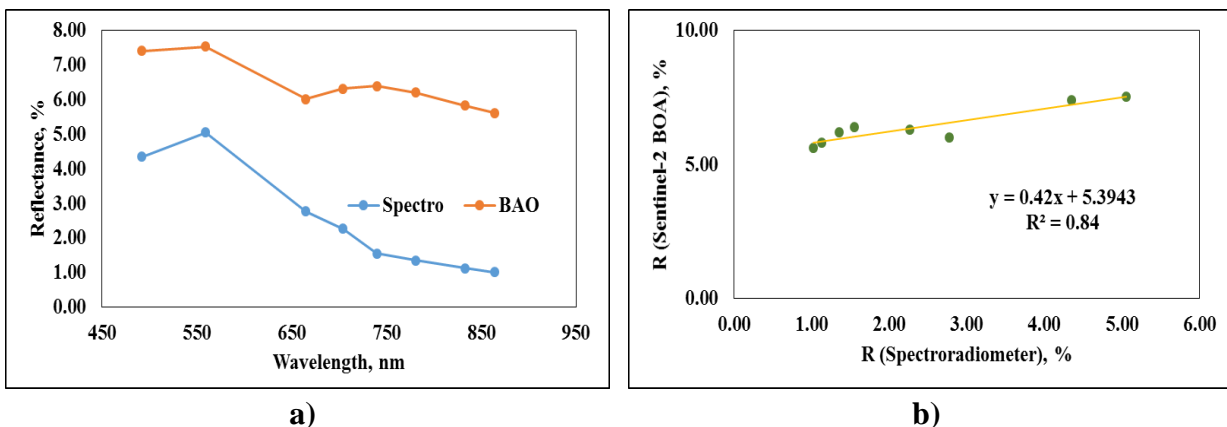 8.00
7.00
6.00
5.00
4.00
3.00
2.00
1.00
0.00
Reflectance, %
Spectro BAO
450 550 650 750 850 950
Wavelength, nm
a)
10.00
5.00
0.00
R (Sentinel-2 BOA), %
y = 0.42x + 5.3943
R² = 0.84
0.00 1.00 2.00 3.00 4.00 5.00 6.00
R (Spectroradiometer), %
b)